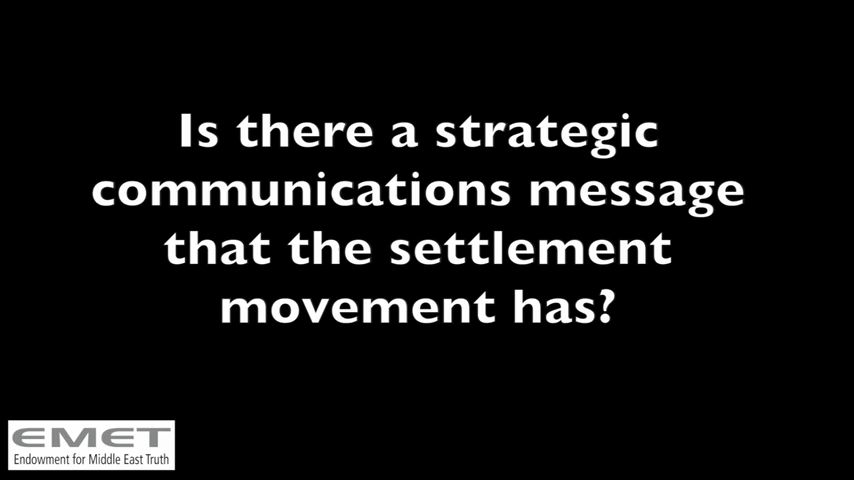 Is there a strategic
communications message
that the settlement
movement has?
EMET
Endowment for Middle East Truth